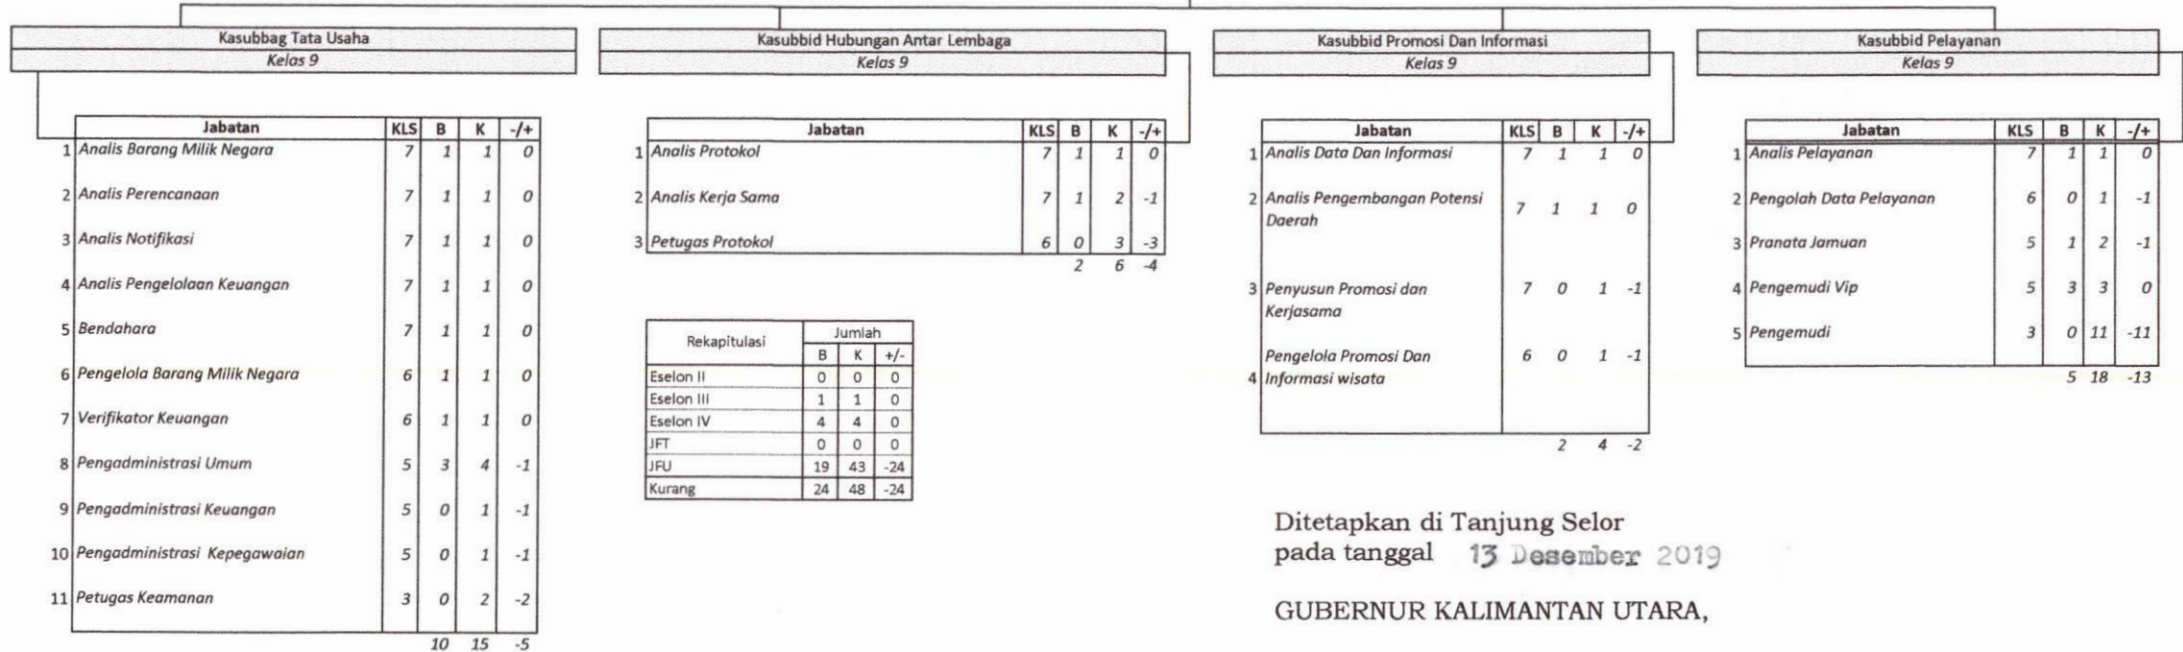 Kasubbag Tata Usaha
Kelas 9
Jabatan KLS B K -/+
1 Analis Barang Milik Negara 7 1 1 0
2 Analis Perencanaan 7 1 1 0
3 Analis Notifikasi 7 1 1 0
4 Analis Pengelolaan Keuangan 7 1 1 0
5 Bendahara 7 1 1 0
6 Pengelola Barang Milik Negara 6 1 1 0
7 Verifikator Keuangan 6 1 1 0
8 Pengadministrasi Umum 5 3 4 -1
9 Pengadministrasi Keuangan 5 0 1 -1
10 Pengadministrasi Kepegawaian 5 0 1 -1
11 Petugas Keamanan 3 0 2 -2
10 15 -5
Kasubbid Hubungan Antar Lembaga
Kelas 9
Jabatan KLS B K -/+
1 Analis Protokol 7 1 1 0
2 Analis Kerja Sama 7 1 2 -1
3 Petugas Protokol 6 0 3 -3
2 6 -4
Rekapitulasi Jumlah
B K +/-
Eselon II 0 0 0
Eselon III 1 1 0
Eselon IV 4 4 0
JFT 0 0 0
JFU 19 43 -24
Kurang 24 48 -24
Kasubbid Promosi Dan Informasi
Kelas 9
Jabatan KLS B K -/+
1 Analis Data Dan Informasi 7 1 1 0
2 Analis Pengembangan Potensi 7 1 1 0
Daerah
3 Penyusun Promosi dan 7 0 1 -1
Kerjasama
Pengelola Promosi Dan 6 0 1 -1
4 Informasi wisata
2 4 -2
Kasubbid Pelayanan
Kelas 9
Jabatan KLS B K -/+
1 Analis Pelayanan 7 1 1 0
2 Pengolah Data Pelayanan 6 0 1 -1
3 Pranata Jamuan 5 1 2 -1
4 Pengemudi Vip 5 3 3 0
5 Pengemudi 3 0 11 -11
5 18 -13
Ditetapkan di Tanjung Selor
pada tanggal 13 Desember 2019
GUBERNUR KALIMANTAN UTARA,